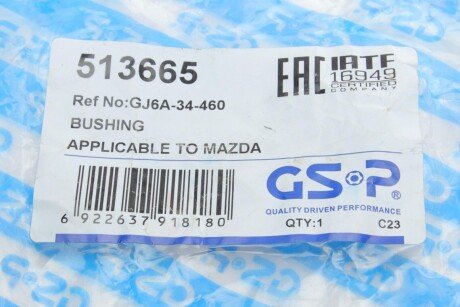 513665
EAC IATF
16949
CERTIFIED
COMPANY
Ref No:GJ6A-34-460
BUSHING
APPLICABLE TO MAZDA
GSP®
QUALITY DRIVEN PERFORMANCE
6 922637 918180
QTY:1 C23